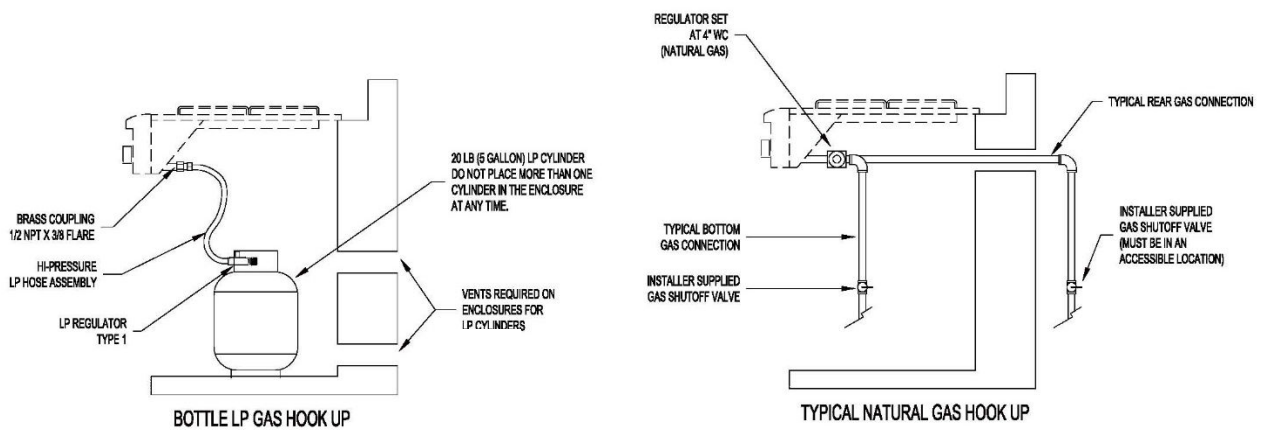 20 LB (5 GALLON) LP CYLINDER
DO NOT PLACE MORE THAN ONE
CYLINDER IN THE ENCLOSURE
AT ANY TIME.
BRASS COUPLING
1/2 NPT X 3/8 FLARE
HI-PRESSURE
LP HOSE ASSEMBLY
LP REGULATOR
TYPE 1
VENTS REQUIRED ON
ENCLOSURES FOR
LP CYLINDERS
BOTTLE LP GAS HOOK UP
REGULATOR SET
AT 4" WC
(NATURAL GAS)
TYPICAL REAR GAS CONNECTION
TYPICAL BOTTOM
GAS CONNECTION
INSTALLER SUPPLIED
GAS SHUTOFF VALVE
INSTALLER SUPPLIED
GAS SHUTOFF VALVE
(MUST BE IN AN
ACCESSIBLE LOCATION)
TYPICAL NATURAL GAS HOOK UP